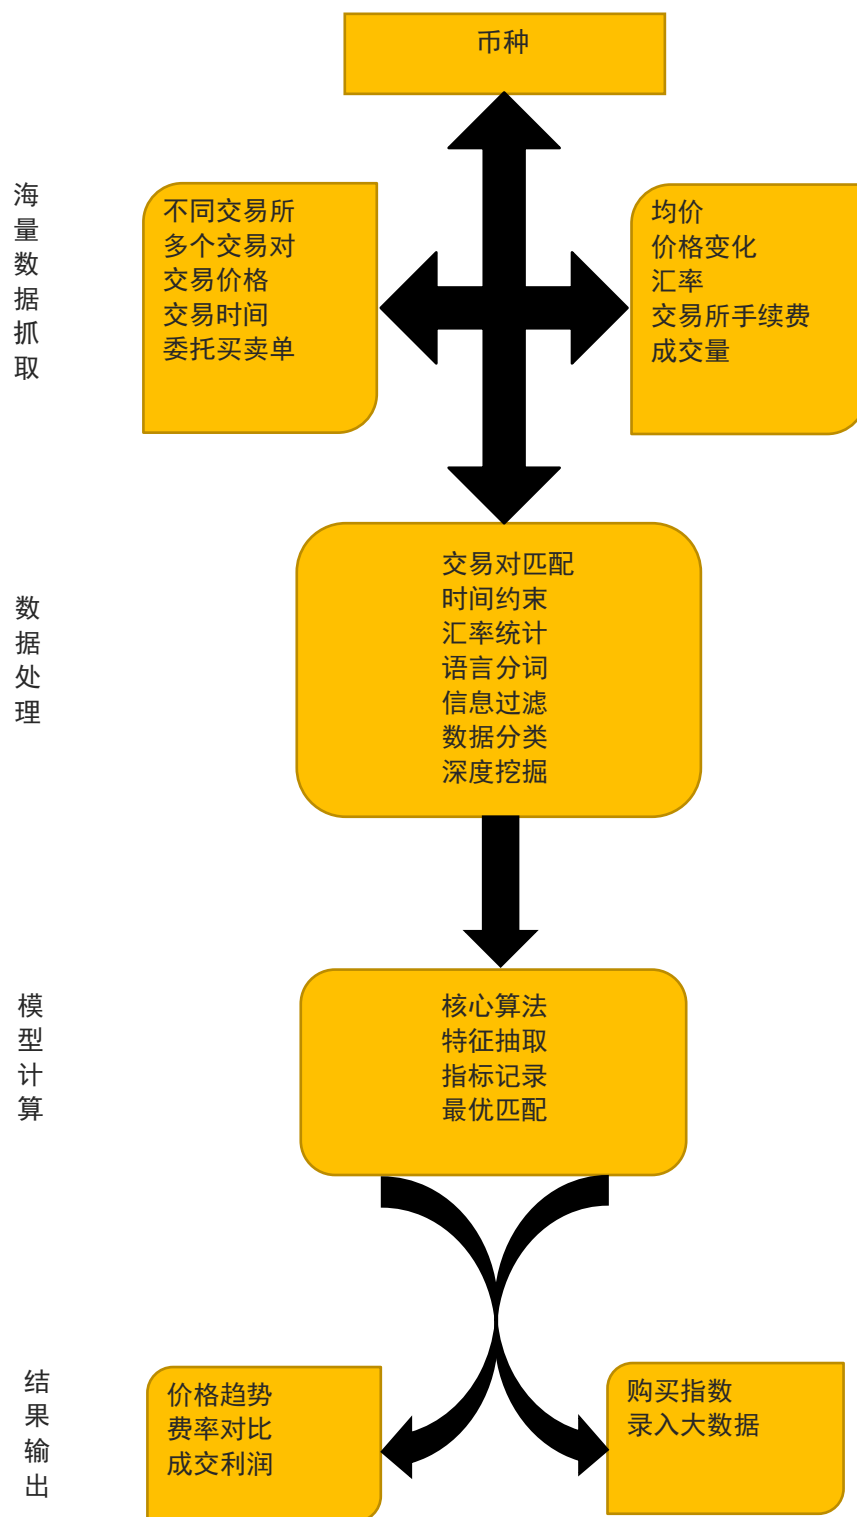 币种
海量数据抓取
不同交易所
多个交易对
交易价格
交易时间
委托买卖单
均价
价格变化
汇率
交易所手续费
成交量
数据处理
交易对匹配
时间约束
汇率统计
语言分词
信息过滤
数据分类
深度挖掘
模型计算
核心算法
特征抽取
指标记录
最优匹配
结果输出
价格趋势
费率对比
成交利润
购买指数
录入大数据